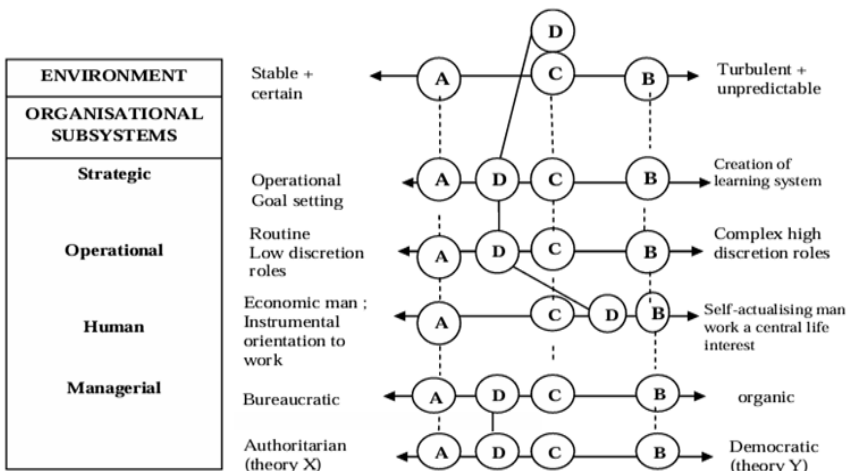 D
ENVIRONMENT
Stable +
certain
A
C
B
Turbulent +
unpredictable
ORGANISATIONAL
SUBSYSTEMS
Strategic
Operational
Goal setting
A
D
C
B
Creation of
learning system
Operational
Routine
Low discretion
roles
A
D
C
B
Complex high
discretion roles
Human
Economic man ;
Instrumental
orientation to
work
A
C
D
B
Self-actualising man
work a central life
interest
Managerial
Bureaucratic
A
D
C
B
organic
Authoritarian
(theory X)
A
D
C
B
Democratic
(theory Y)